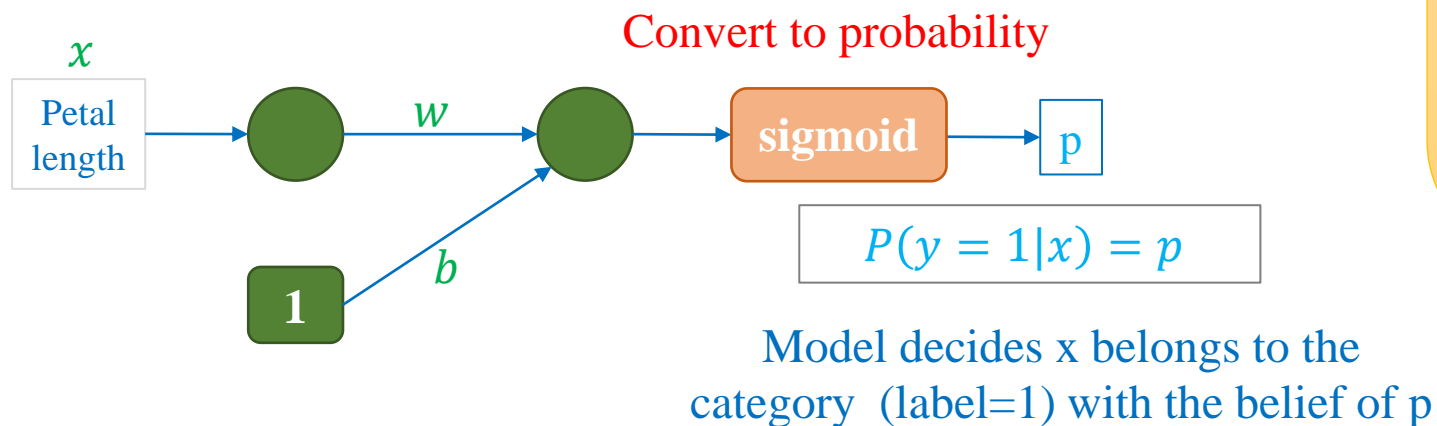 Convert to probability
x
Petal
length
w
sigmoid
p
b
1
P(y = 1|x) = p
Model decides x belongs to the
category (label=1) with the belief of p